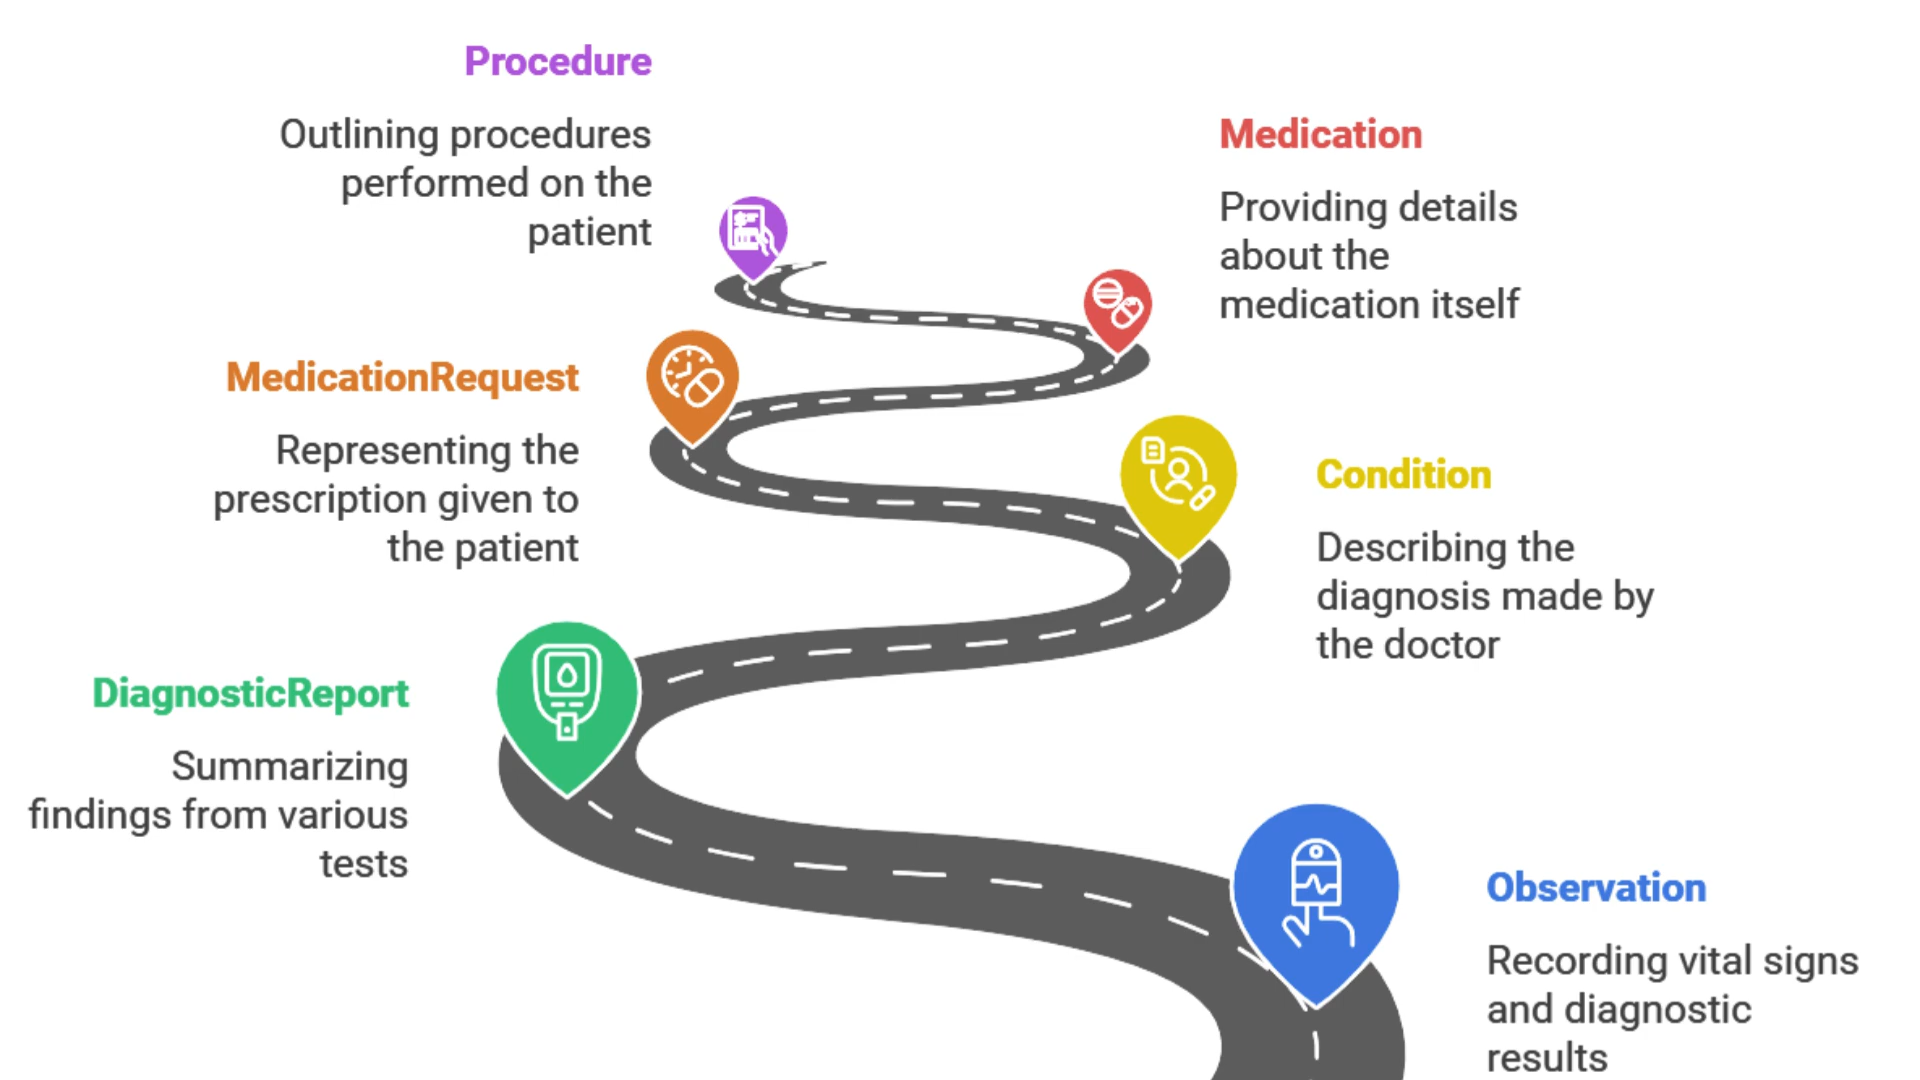 Procedure
Outlining procedures
performed on the
patient
Medication
Providing details
about the
medication itself
MedicationRequest
Representing the
prescription given to
the patient
Condition
Describing the
diagnosis made by
the doctor
DiagnosticReport
Summarizing
findings from various
tests
Observation
Recording vital signs
and diagnostic
results